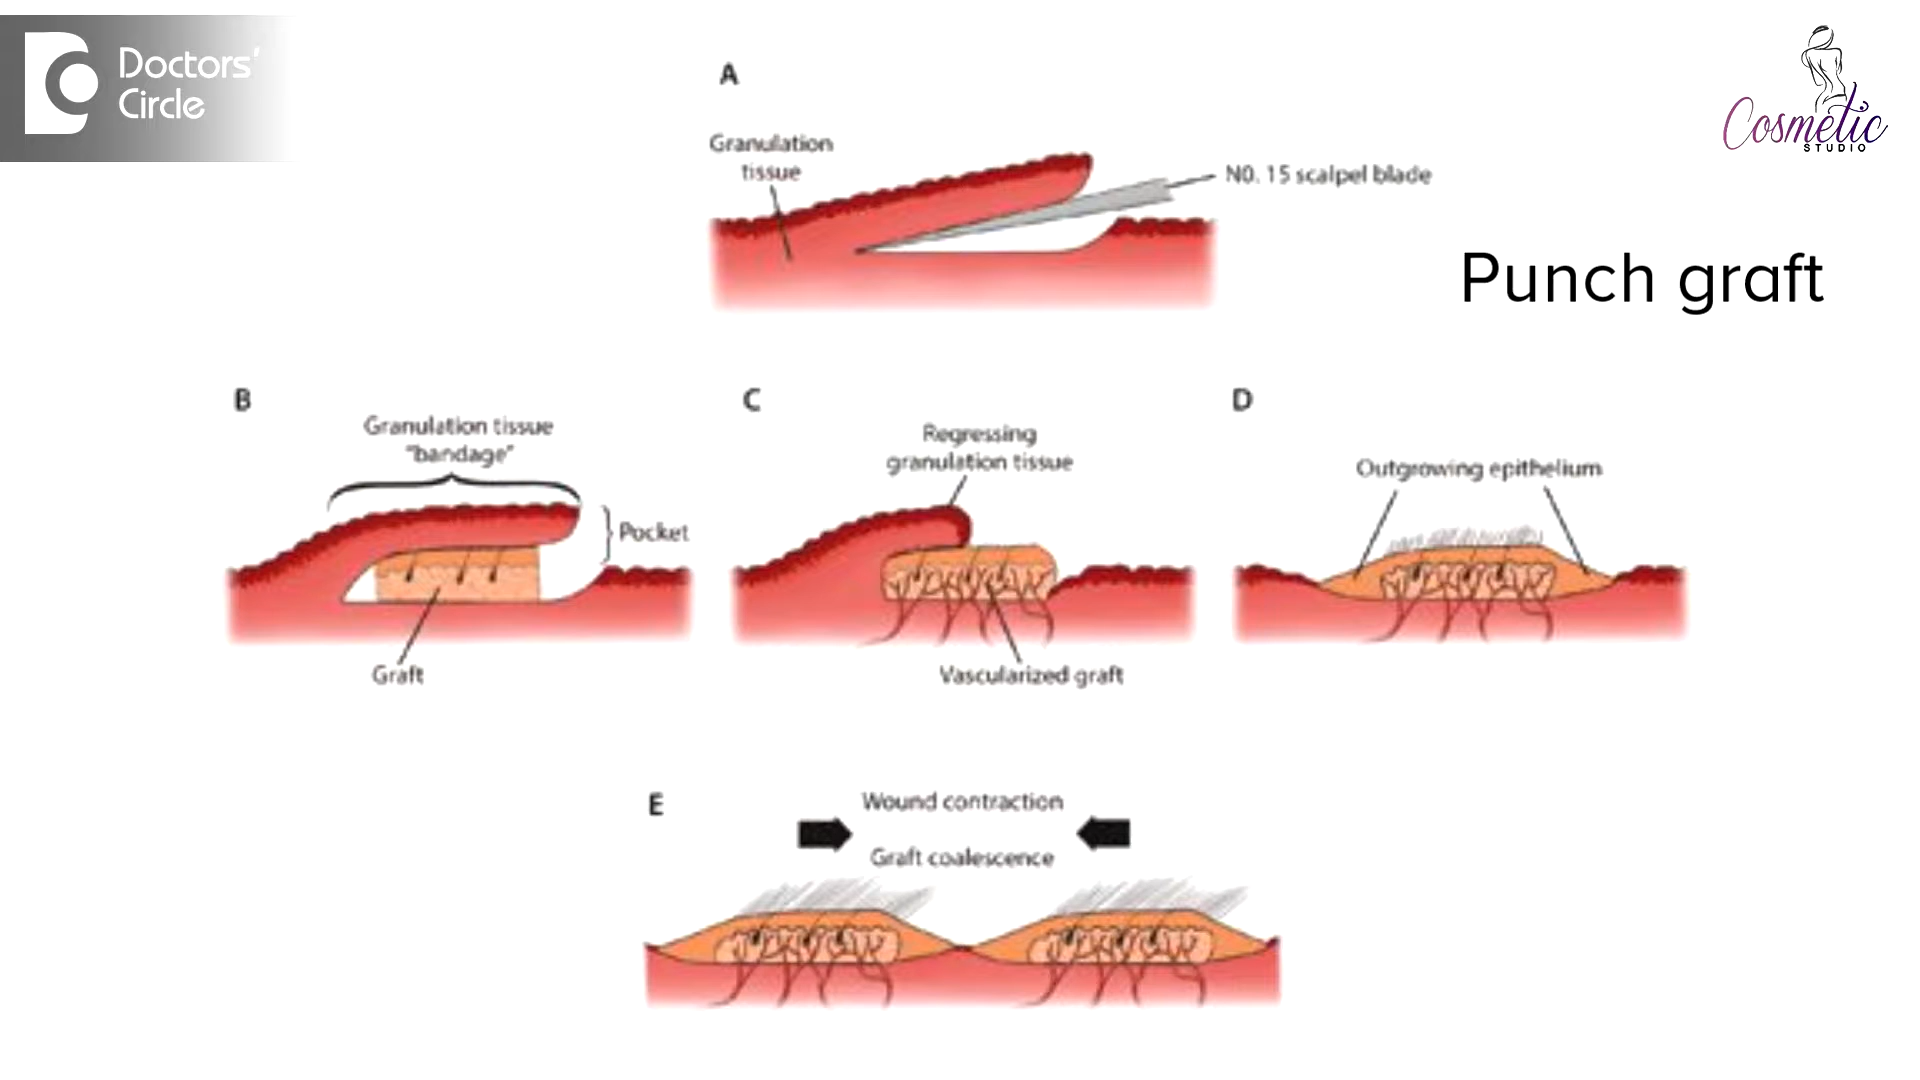 Doctors'
Circle
Cosmetic
STUDIO
Punch graft
A
Granulation
tissue
N0. 15 scalpel blade
B
Granulation tissue
"bandage"
Pocket
Graft
C
Regressing
granulation tissue
Vascularized graft
D
Outgrowing epithelium
E
Wound contraction
Graft coalescence